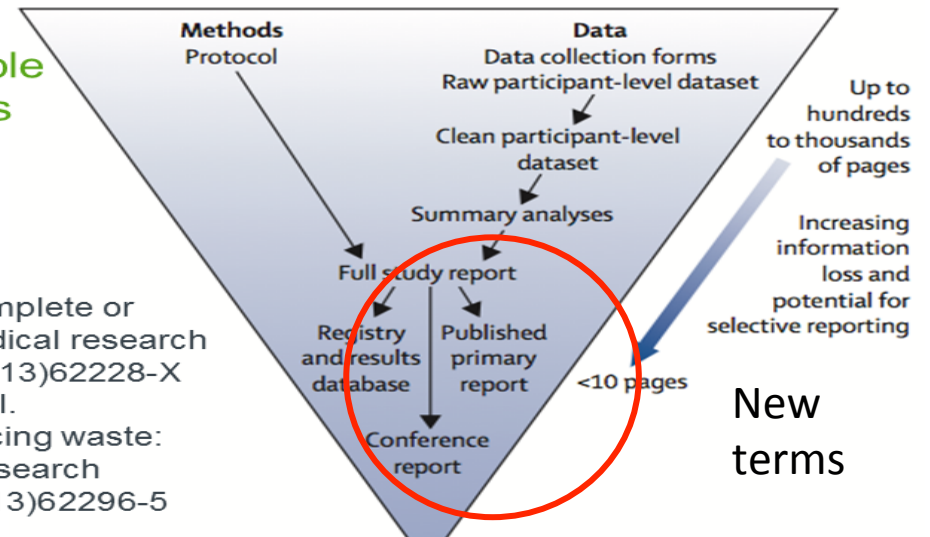 Methods
Protocol
Data
Data collection forms
Raw participant-level dataset
Clean participant-level
dataset
Summary analyses
Full study report
Registry
and results
database
Published
primary
report
Conference
report
Up to
hundreds
to thousands
of pages
Increasing
information
loss and
potential for
selective reporting
<10 pages
New
terms
mplete or
dical research
13)62228-X
cing waste:
search
3)62296-5